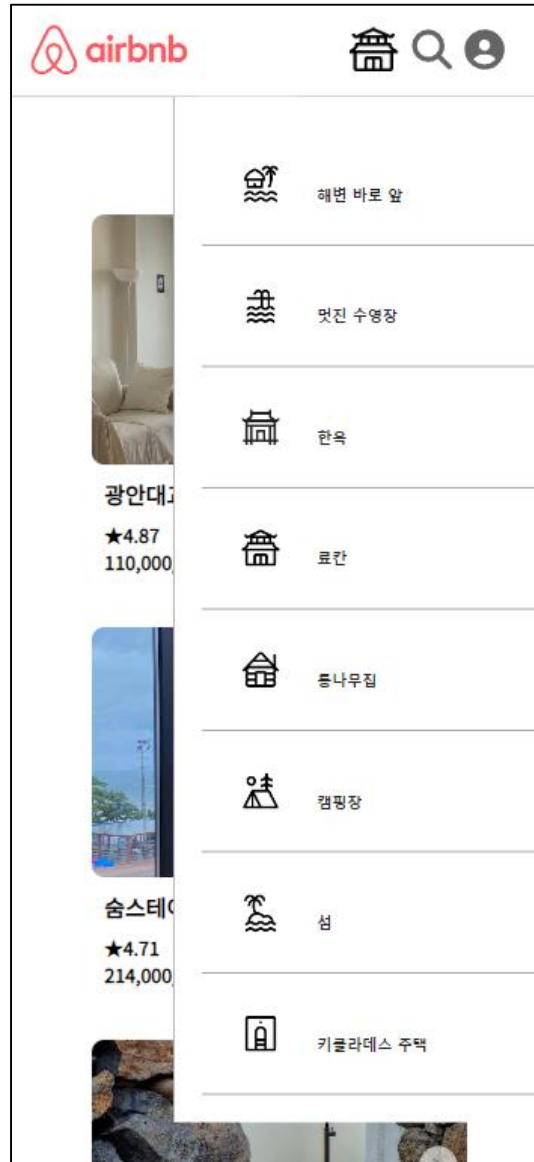 airbnb
해변 바로 앞
멋진 수영장
한옥
광안대
★4.87
110,000,
료칸
통나무집
캠핑장
숨스테이
★4.71
214,000,
섬
키클라데스 주택